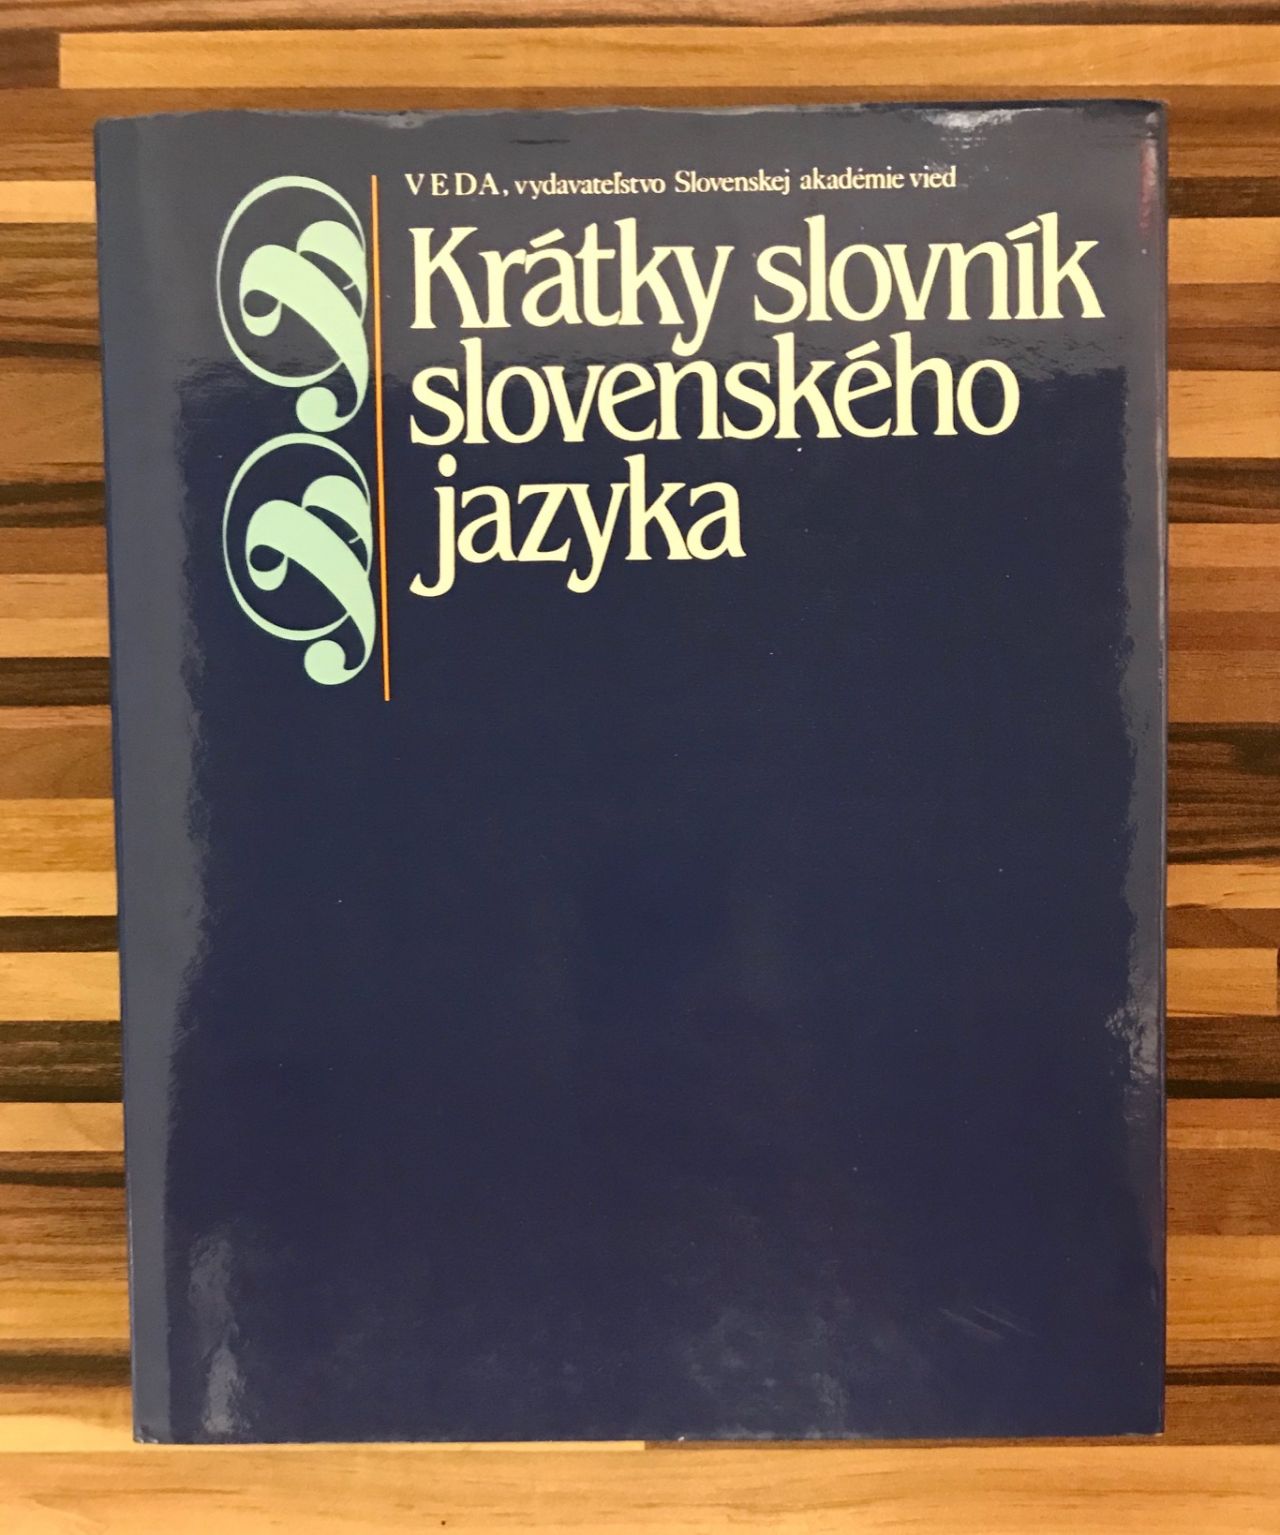 VEDA, vydavateľstvo Slovenskej akadémie vied
Krátky slovník
slovenského
jazyka